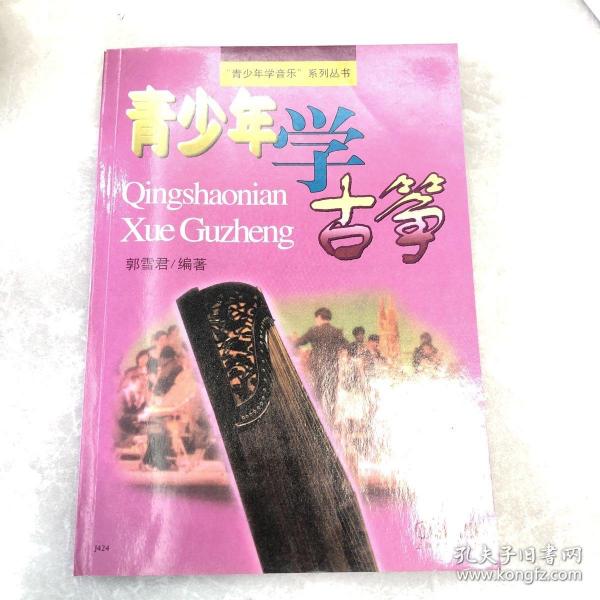 “青少年学音乐”系列丛书
青少年学
古筝
Qingshaonian
Xue Guzheng
郭雪君/编著
J424
孔夫子旧书网
www.kongfz.com